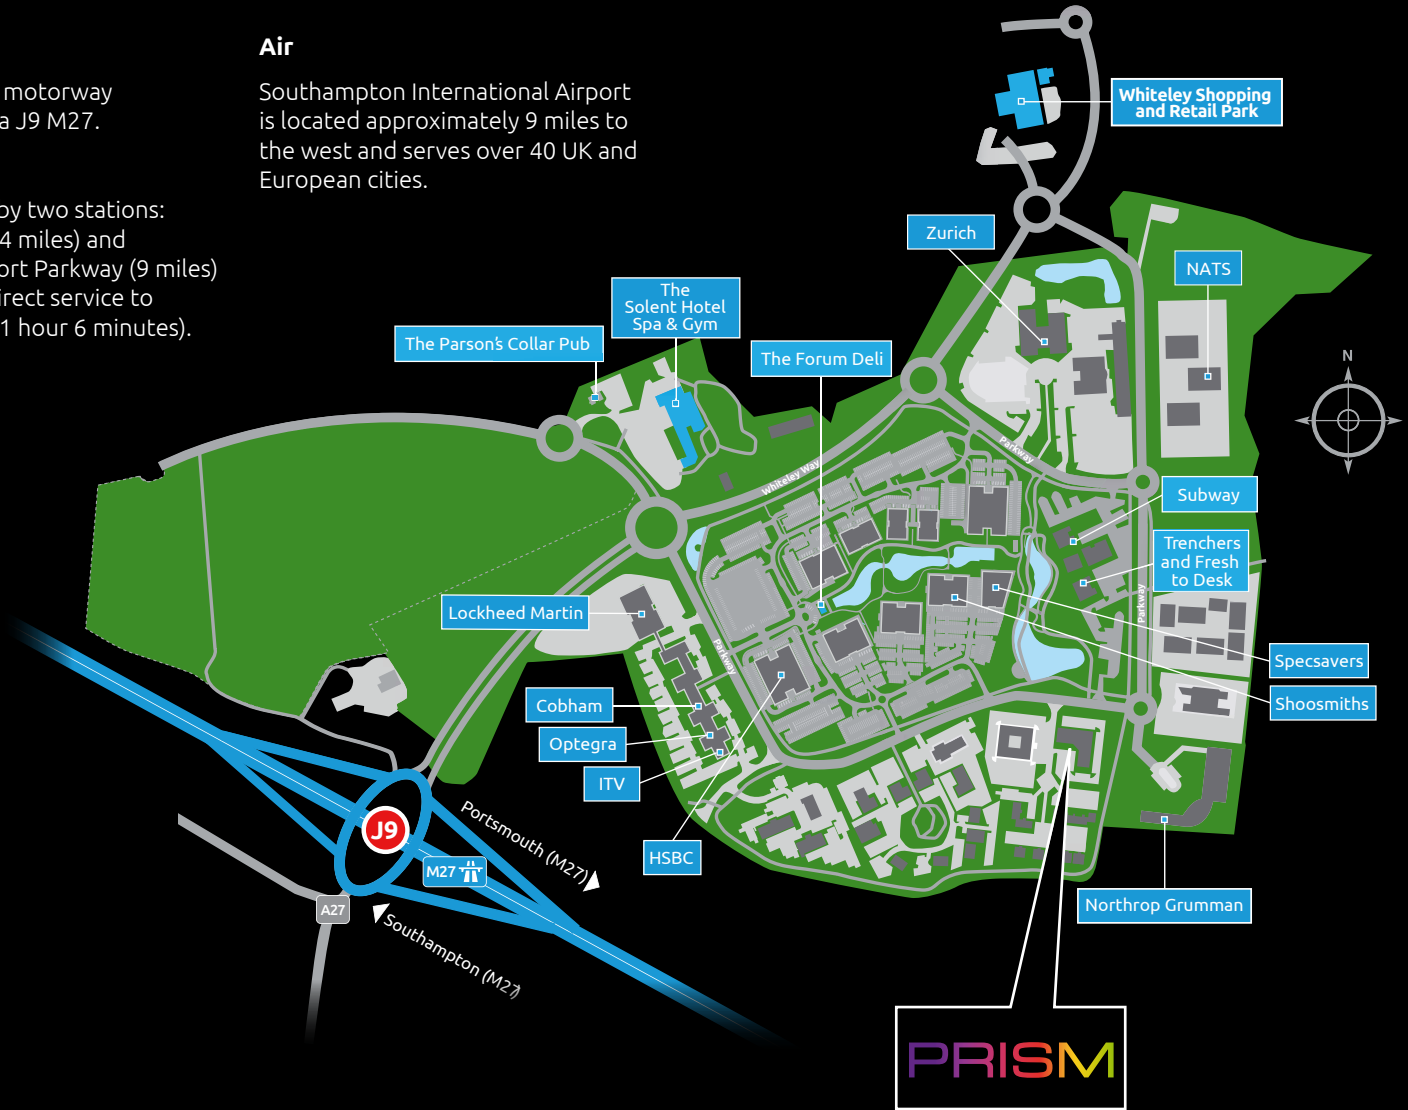 motorway
a J9 M27.
by two stations:
4 miles) and
ort Parkway (9 miles)
direct service to
1 hour 6 minutes).
Air
Southampton International Airport
is located approximately 9 miles to
the west and serves over 40 UK and
European cities.
Whiteley Shopping
and Retail Park
Zurich
NATS
The
Solent Hotel
Spa & Gym
The Parson's Collar Pub
The Forum Deli
N
Parkway
Whiteley Way
Subway
Trenchers
and Fresh
to Desk
Parkway
Lockheed Martin
Parkway
Specsavers
Shoosmiths
Cobham
Optegra
ITV
HSBC
J9
M27
Portsmouth (M27)
A27
Southampton (M27)
Northrop Grumman
PRISM